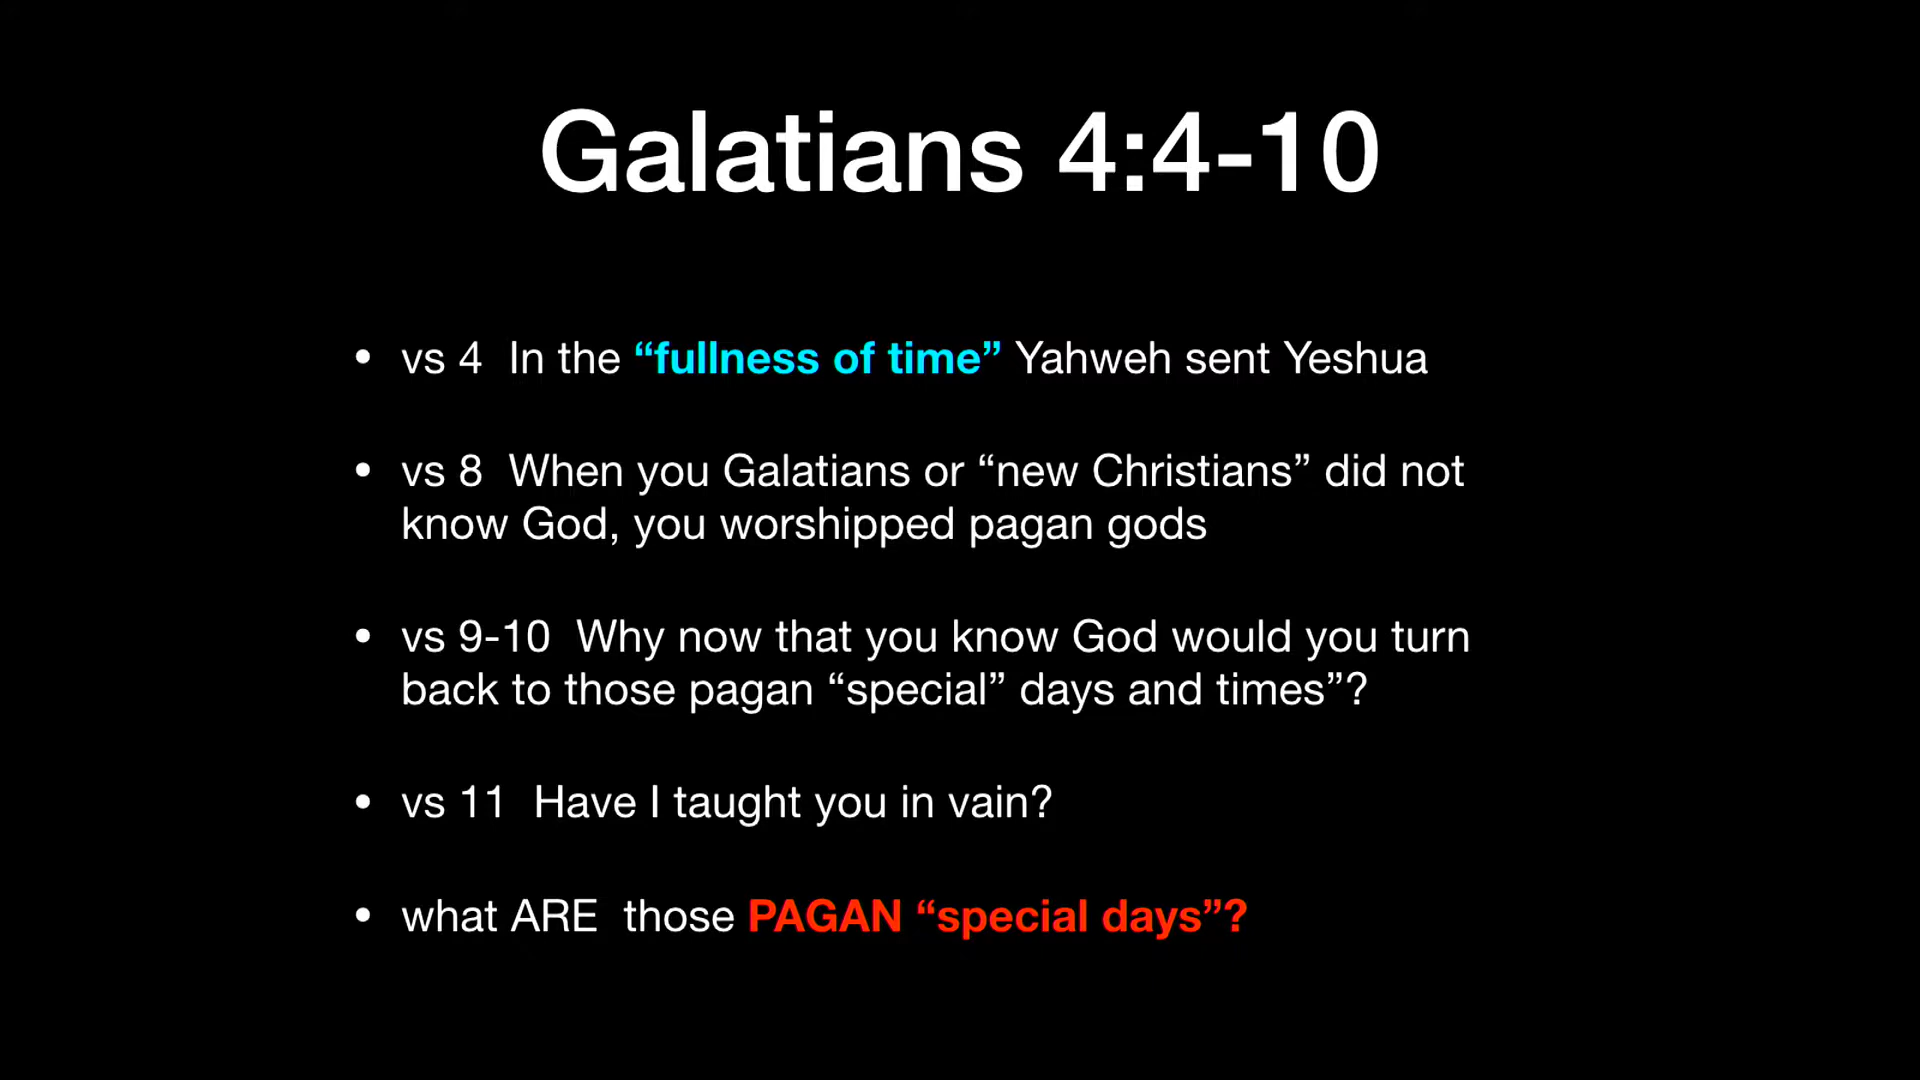 Galatians 4:4-10
• vs 4  In the “fullness of time” Yahweh sent Yeshua
• vs 8  When you Galatians or “new Christians” did not
know God, you worshipped pagan gods
• vs 9-10  Why now that you know God would you turn
back to those pagan “special” days and times”?
• vs 11  Have I taught you in vain?
• what ARE  those PAGAN “special days”?